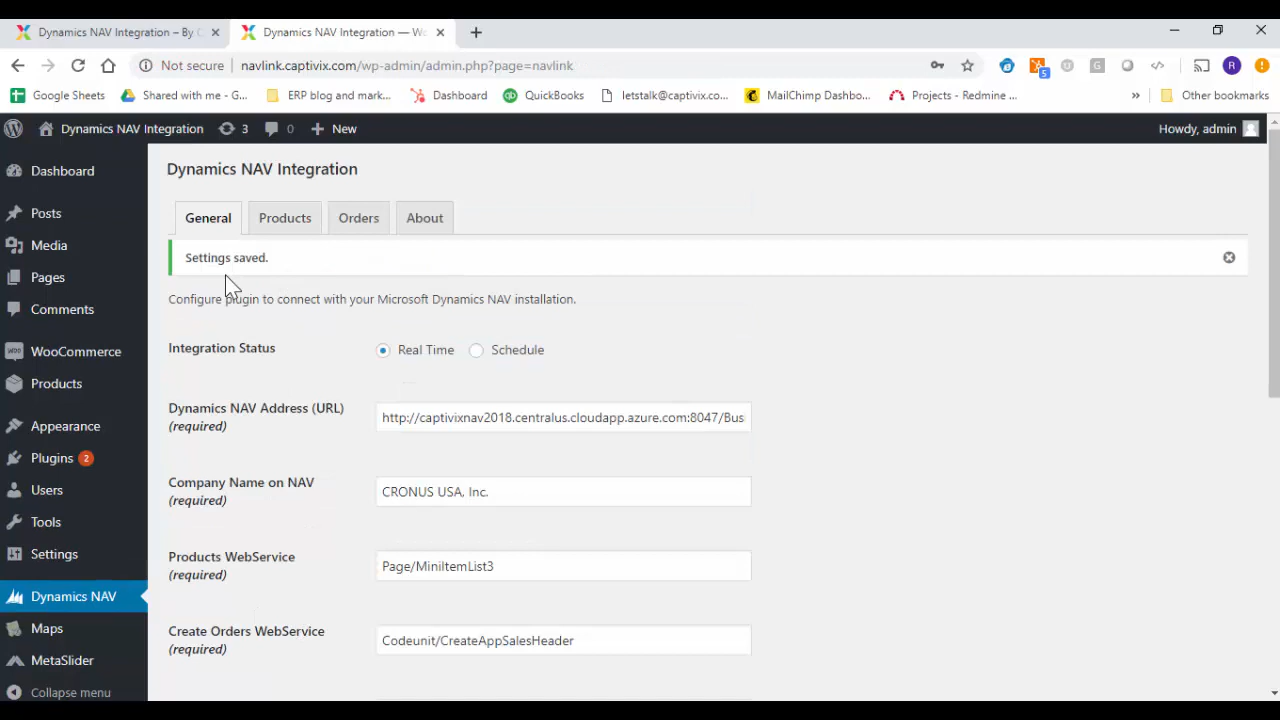 Dynamics NAV Integration – By C
Dynamics NAV Integration — Wo
Not secure
navlink.captivix.com/wp-admin/admin.php?page=navlink
5
R
Google Sheets
Shared with me - G...
ERP blog and mark...
Dashboard
QuickBooks
letstalk@captivix.co...
MailChimp Dashbo...
Projects - Redmine ...
»
Other bookmarks
Dynamics NAV Integration
3
0
New
Howdy, admin
Dashboard
Posts
Media
Pages
Comments
WooCommerce
Products
Appearance
Plugins 2
Users
Tools
Settings
Dynamics NAV
Maps
MetaSlider
Collapse menu
Dynamics NAV Integration
General
Products
Orders
About
Settings saved.
Configure plugin to connect with your Microsoft Dynamics NAV installation.
Integration Status
Real Time
Schedule
Dynamics NAV Address (URL)
(required)
http://captivixnav2018.centralus.cloudapp.azure.com:8047/Bus
Company Name on NAV
(required)
CRONUS USA, Inc.
Products WebService
(required)
Page/MiniItemList3
Create Orders WebService
(required)
Codeunit/CreateAppSalesHeader